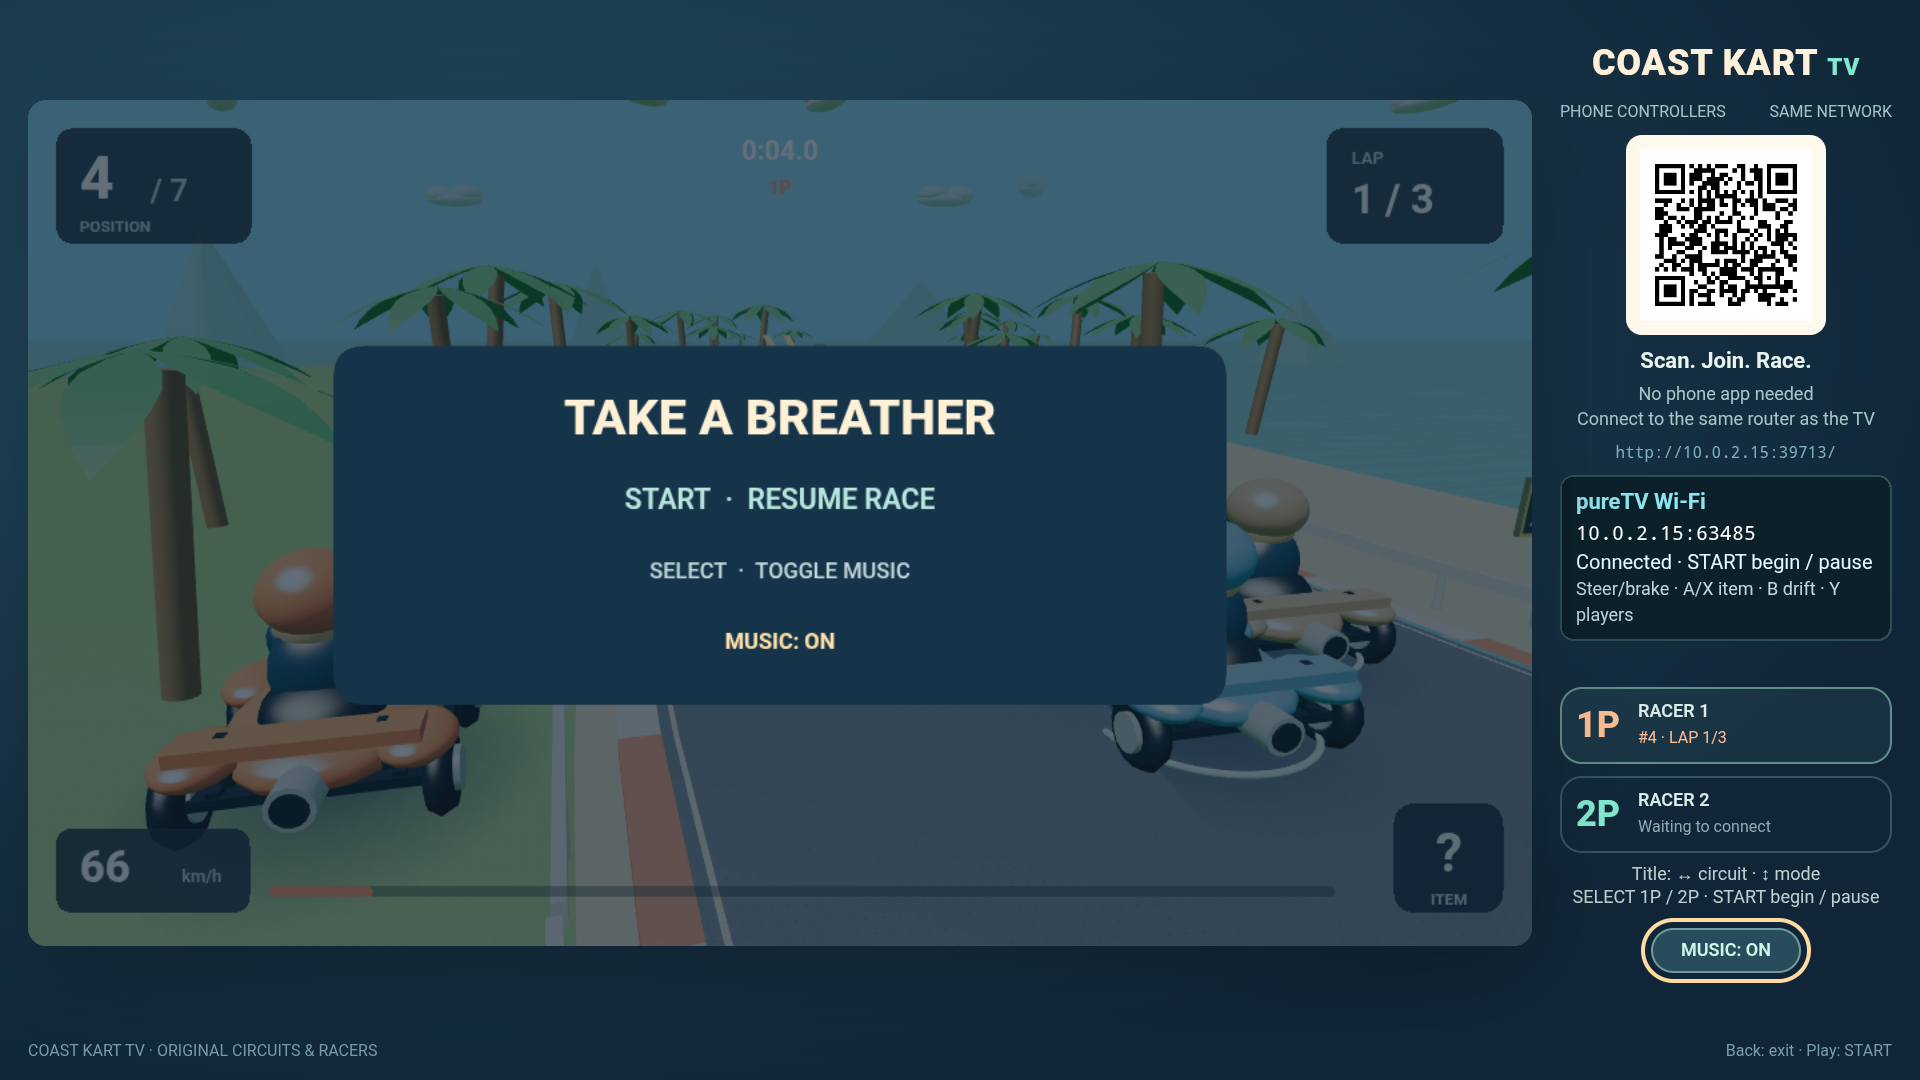 COAST KART TV
PHONE CONTROLLERS SAME NETWORK
4 / 7
POSITION
0:04.0
1P
LAP
1 / 3
TAKE A BREATHER
START · RESUME RACE
SELECT · TOGGLE MUSIC
MUSIC: ON
66 km/h
?
ITEM
Scan. Join. Race.
No phone app needed
Connect to the same router as the TV
http://10.0.2.15:39713/
pureTV Wi-Fi
10.0.2.15:63485
Connected · START begin / pause
Steer/brake · A/X item · B drift · Y
players
1P RACER 1
#4 · LAP 1/3
2P RACER 2
Waiting to connect
Title: ↔ circuit · ↕ mode
SELECT 1P / 2P · START begin / pause
MUSIC: ON
COAST KART TV · ORIGINAL CIRCUITS & RACERS
Back: exit · Play: START